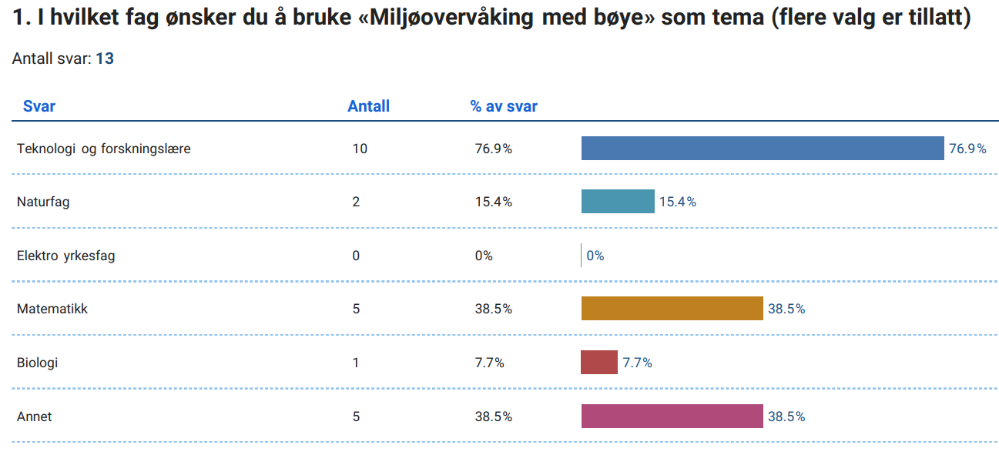 1. I hvilket fag ønsker du å bruke «Miljøovervåking med bøye» som tema (flere valg er tillatt)
Antall svar: 13
Svar Antall % av svar
Teknologi og forskningslære 10 76.9% 76.9%
Naturfag 2 15.4% 15.4%
Elektro yrkesfag 0 0% 0%
Matematikk 5 38.5% 38.5%
Biologi 1 7.7% 7.7%
Annet 5 38.5% 38.5%